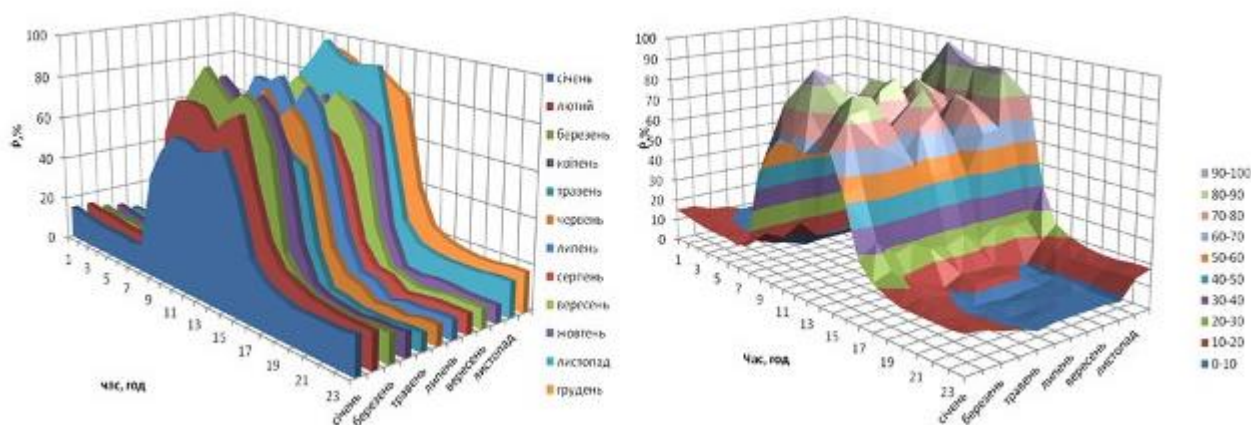 100
80
60
40
20
0
Р,%
1
3
5
7
9
11
13
15
17
19
21
23
час, год
січень
березень
травень
липень
вересень
листопад
січень
лютий
березень
квітень
травень
червень
липень
серпень
вересень
жовтень
листопад
грудень
100
90
80
70
60
50
40
30
20
10
0
Р,%
1
3
5
7
9
11
13
15
17
19
21
23
Час, год
січень
березень
травень
липень
вересень
листопад
90-100
80-90
70-80
60-70
50-60
40-50
30-40
20-30
10-20
0-10